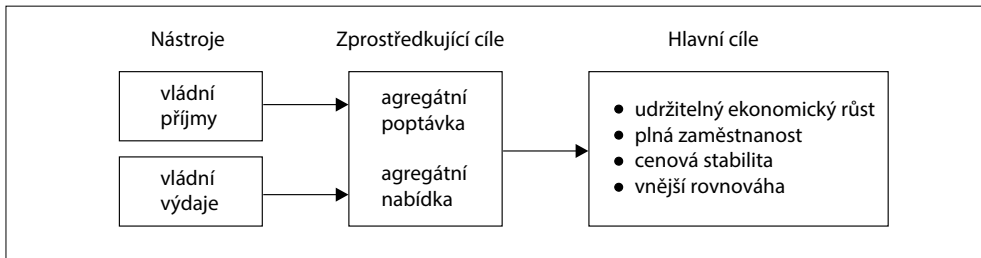 Nástroje
Zprostředkující cíle
Hlavní cíle
vládní
příjmy
vládní
výdaje
agregátní
poptávka
agregátní
nabídka
● udržitelný ekonomický růst
● plná zaměstnanost
● cenová stabilita
● vnější rovnováha